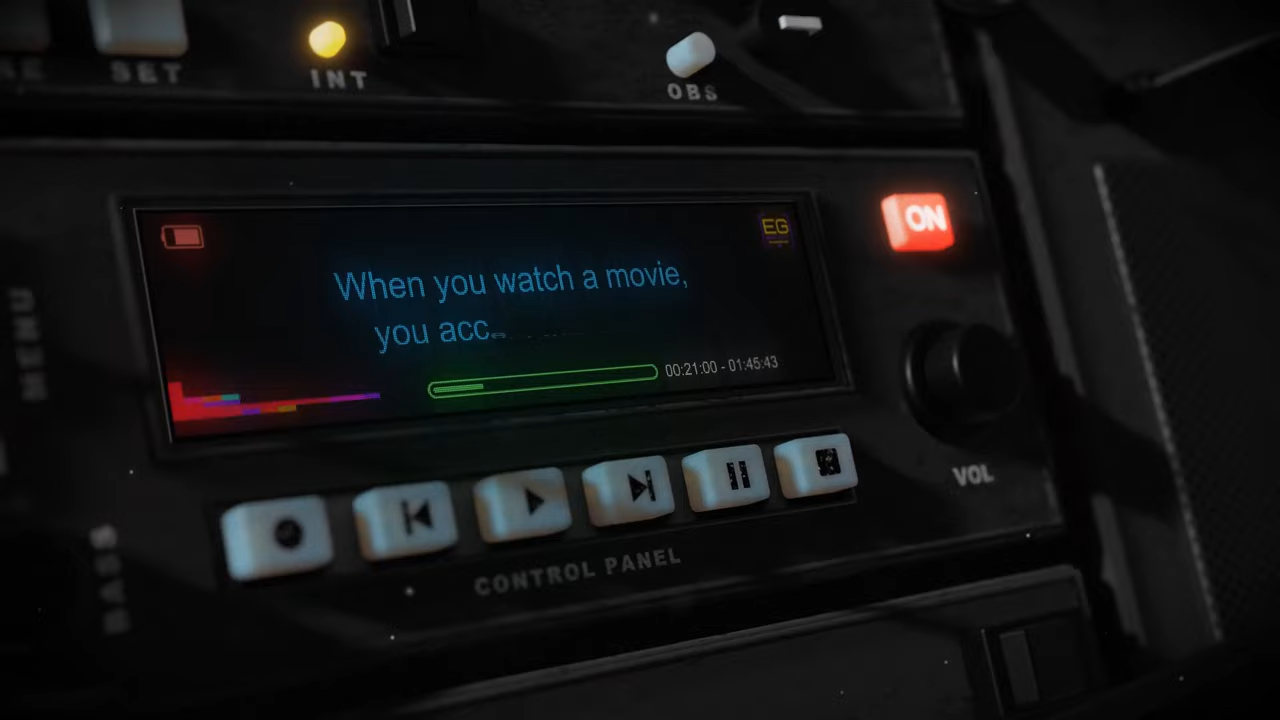 SET
INT
OBS
ON
EG
When you watch a movie,
you acc
00:21:00 - 01:45:43
MENU
VOL
CONTROL PANEL
BASS